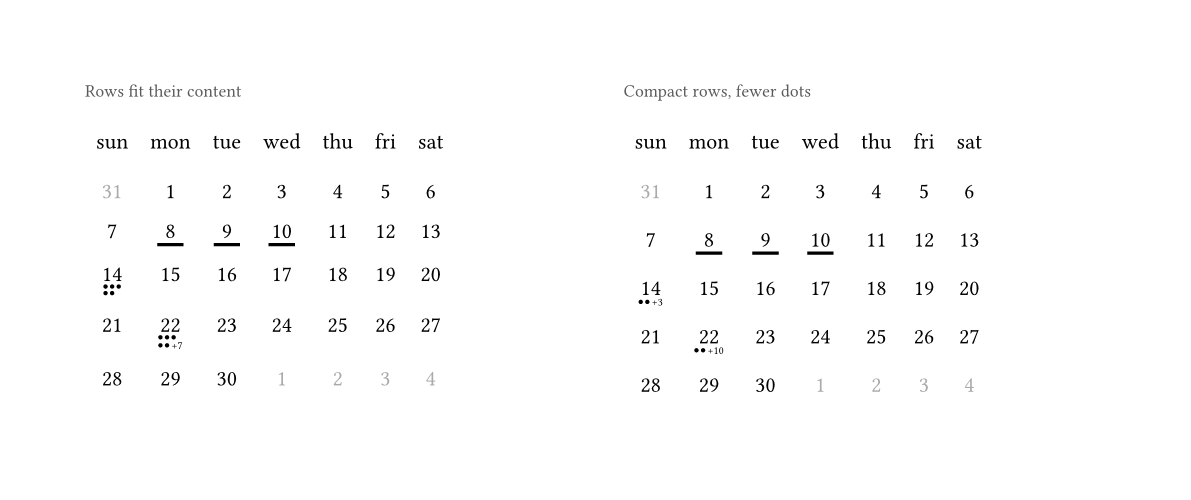 Rows fit their content
sun mon tue wed thu fri sat
31 1 2 3 4 5 6
7 8 9 10 11 12 13
14 15 16 17 18 19 20
21 22 23 24 25 26 27
+7
28 29 30 1 2 3 4
Compact rows, fewer dots
sun mon tue wed thu fri sat
31 1 2 3 4 5 6
7 8 9 10 11 12 13
14 15 16 17 18 19 20
+3
21 22 23 24 25 26 27
+10
28 29 30 1 2 3 4